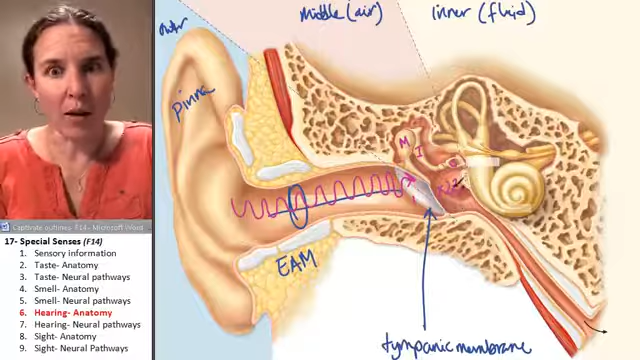 outer
middle (air)
inner (fluid)
pinna
M
I
EAM
tympanic membrane
Captivate outlines- F14 - Microsoft Word
17- Special Senses (F14)
1. Sensory information
2. Taste- Anatomy
3. Taste- Neural pathways
4. Smell- Anatomy
5. Smell- Neural pathways
6. Hearing- Anatomy
7. Hearing- Neural pathways
8. Sight- Anatomy
9. Sight- Neural Pathways